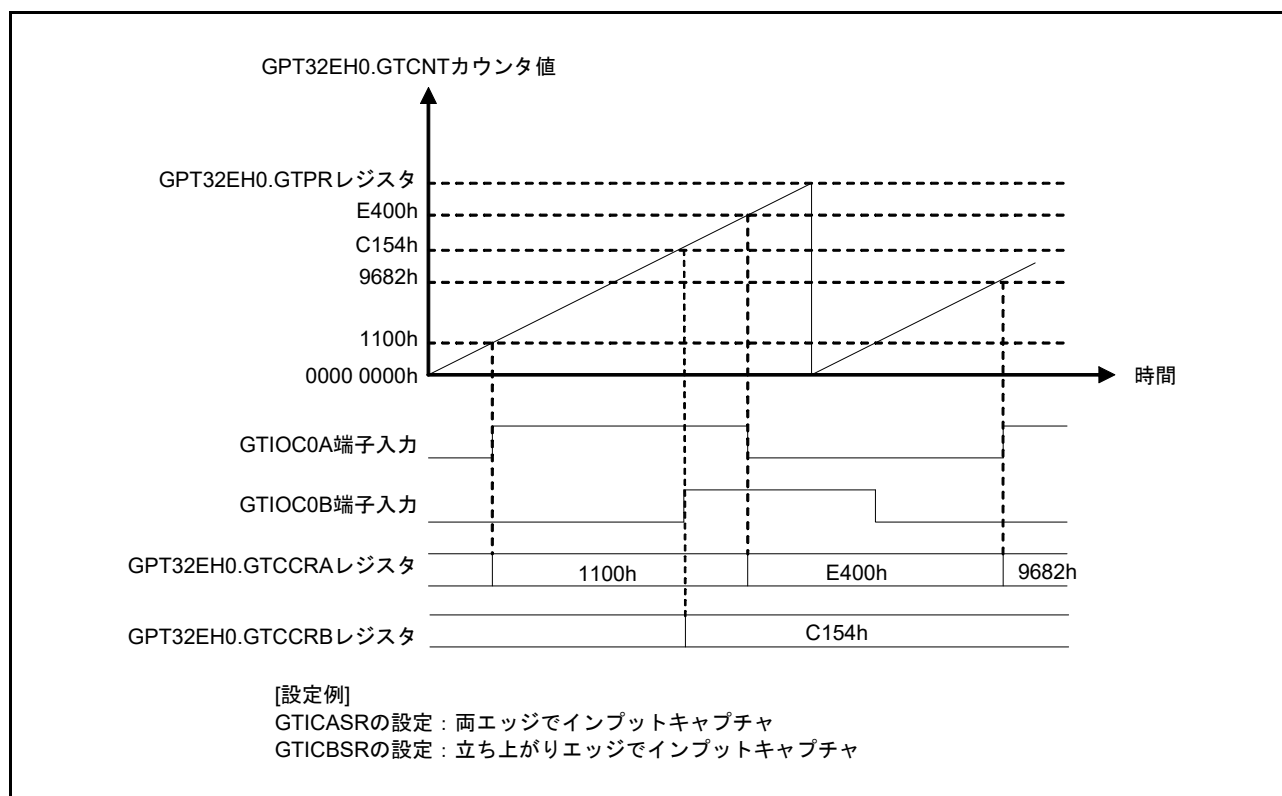 GPT32EH0.GTCNTカウンタ値
GPT32EH0.GTPRレジスタ
E400h
C154h
9682h
1100h
0000 0000h
時間
GTIOC0A端子入力
GTIOC0B端子入力
GPT32EH0.GTCCRAレジスタ
1100h
E400h
9682h
GPT32EH0.GTCCRBレジスタ
C154h
[設定例]
GTICASRの設定：両エッジでインプットキャプチャ
GTICBSRの設定：立ち上がりエッジでインプットキャプチャ